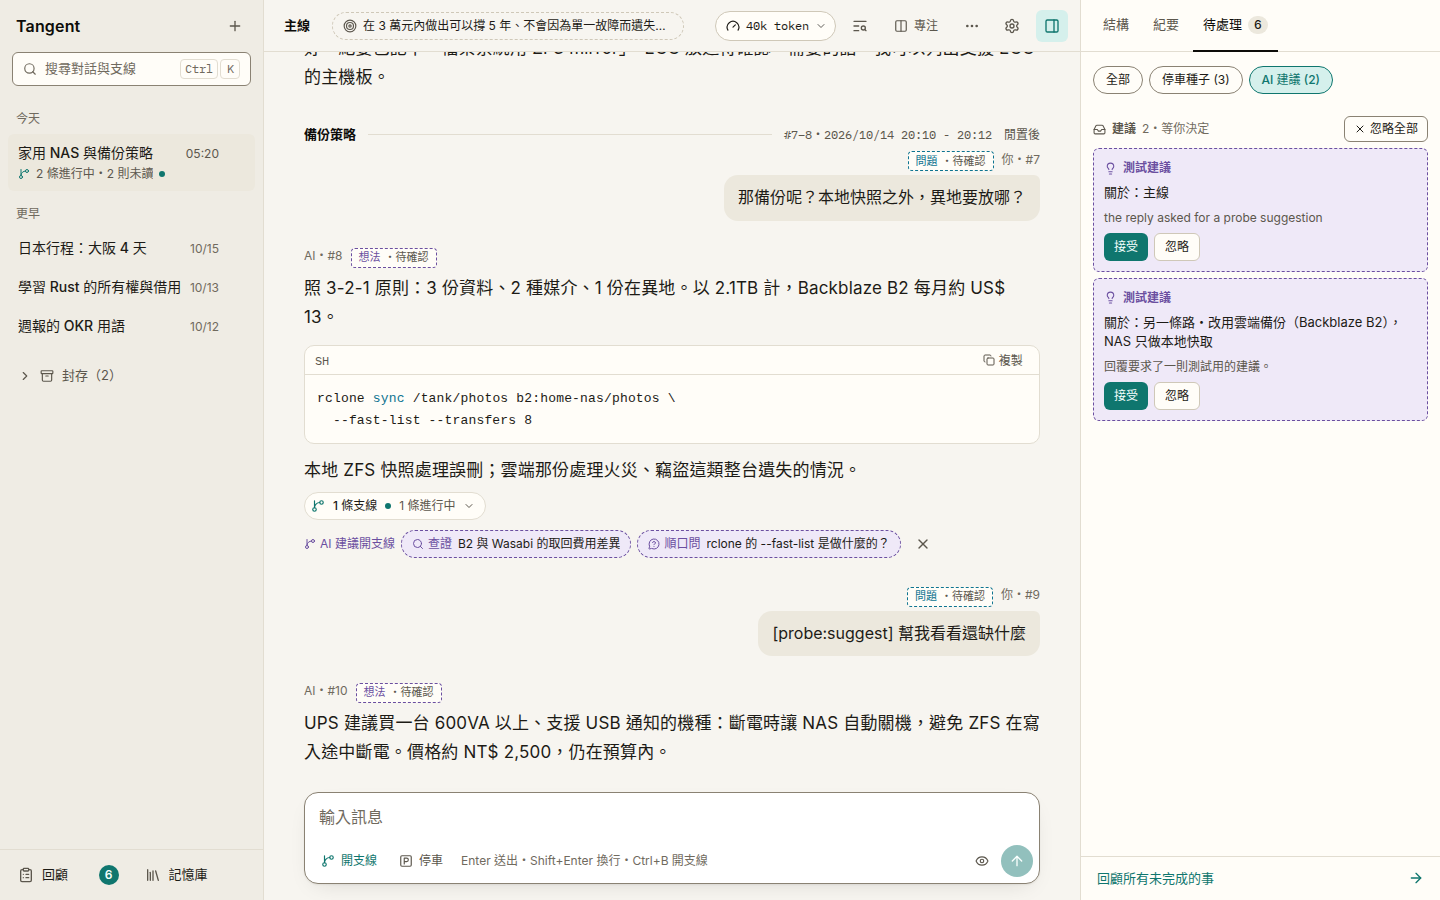 Tangent
搜尋對話與支線 Ctrl K
今天
家用 NAS 與備份策略 05:20
2 條進行中・2 則未讀
更早
日本行程：大阪 4 天 10/15
學習 Rust 的所有權與借用 10/13
週報的 OKR 用語 10/12
封存（2）
回顧 6 記憶庫
主線 在 3 萬元內做出可以撐 5 年、不會因為單一故障而遺失... 40k token 專注
的主機板。
備份策略 #7–8・2026/10/14 20:10 - 20:12 閒置後
問題・待確認 你・#7
那備份呢？本地快照之外，異地要放哪？
AI・#8 想法・待確認
照 3-2-1 原則：3 份資料、2 種媒介、1 份在異地。以 2.1TB 計，Backblaze B2 每月約 US$
13。
SH 複製
rclone sync /tank/photos b2:home-nas/photos \
--fast-list --transfers 8
本地 ZFS 快照處理誤刪；雲端那份處理火災、竊盜這類整台遺失的情況。
1 條支線 1 條進行中
AI 建議開支線 查證 B2 與 Wasabi 的取回費用差異 順口問 rclone 的 --fast-list 是做什麼的？
問題・待確認 你・#9
[probe:suggest] 幫我看看還缺什麼
AI・#10 想法・待確認
UPS 建議買一台 600VA 以上、支援 USB 通知的機種：斷電時讓 NAS 自動關機，避免 ZFS 在寫
入途中斷電。價格約 NT$ 2,500，仍在預算內。
輸入訊息
開支線 停車 Enter 送出・Shift+Enter 換行・Ctrl+B 開支線
結構 紀要 待處理 6
全部 停車種子 (3) AI 建議 (2)
建議 2・等你決定 忽略全部
測試建議
關於：主線
the reply asked for a probe suggestion
接受 忽略
測試建議
關於：另一條路・改用雲端備份（Backblaze B2），
NAS 只做本地快取
回覆要求了一則測試用的建議。
接受 忽略
回顧所有未完成的事